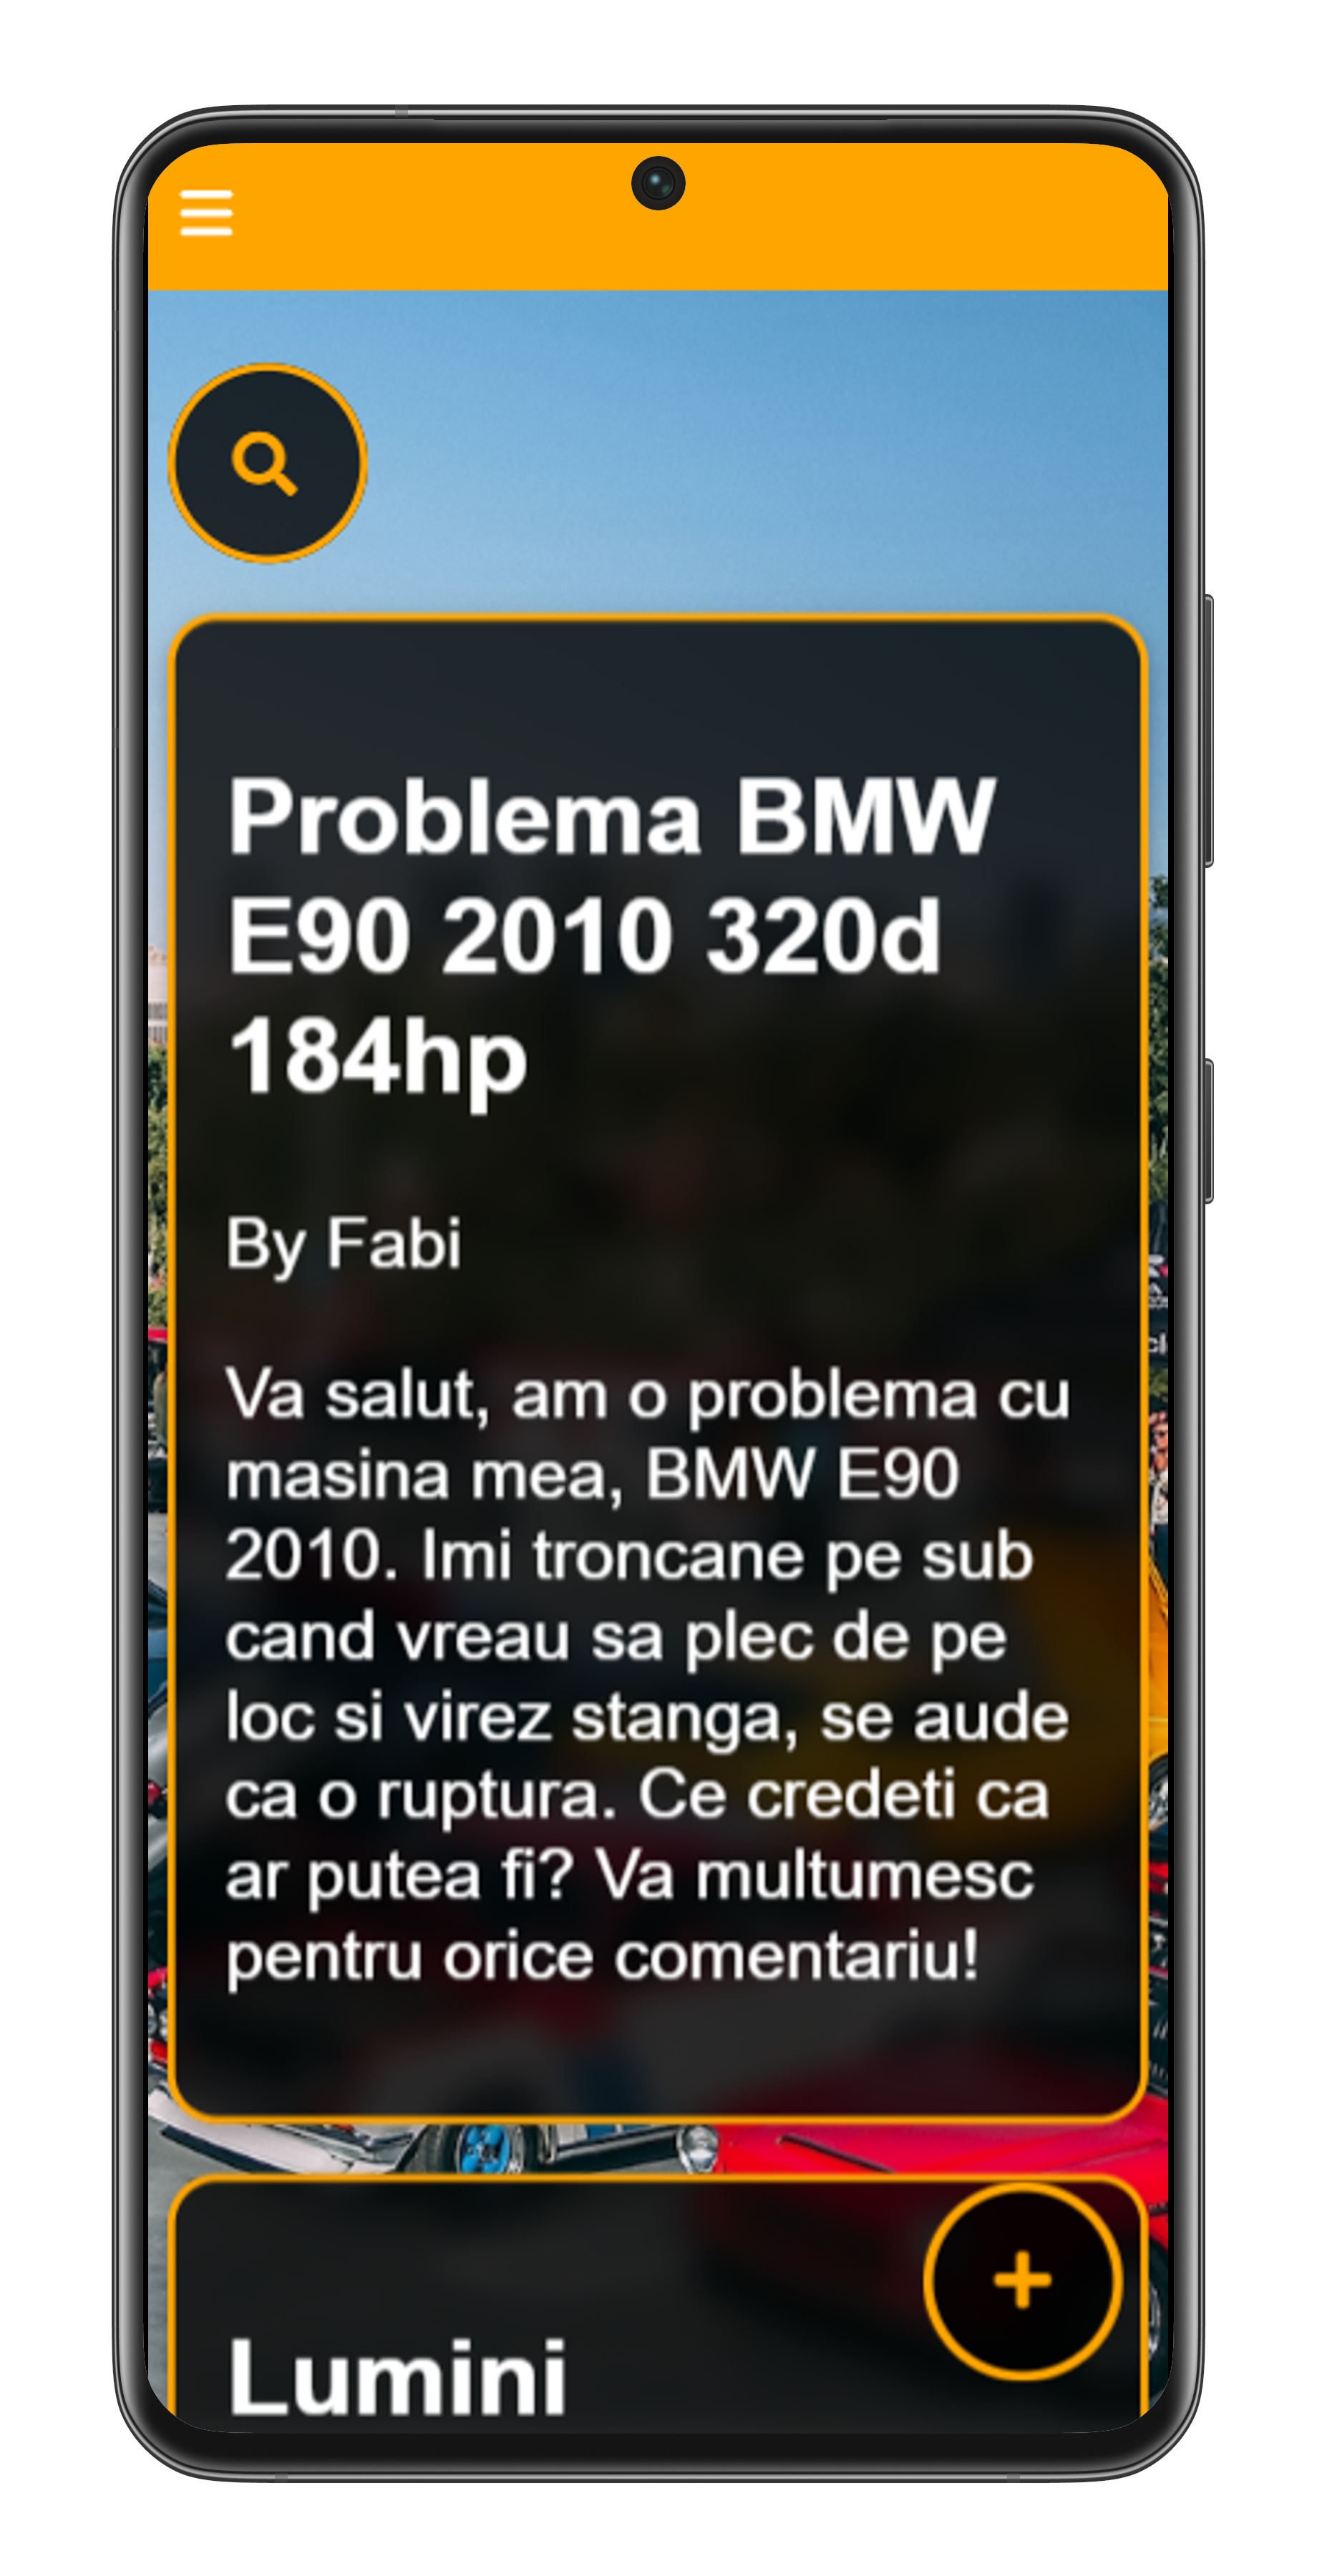 Problema BMW
E90 2010 320d
184hp
By Fabi
Va salut, am o problema cu
masina mea, BMW E90
2010. Imi troncane pe sub
cand vreau sa plec de pe
loc si virez stanga, se aude
ca o ruptura. Ce credeti ca
ar putea fi? Va multumesc
pentru orice comentariu!
Lumini